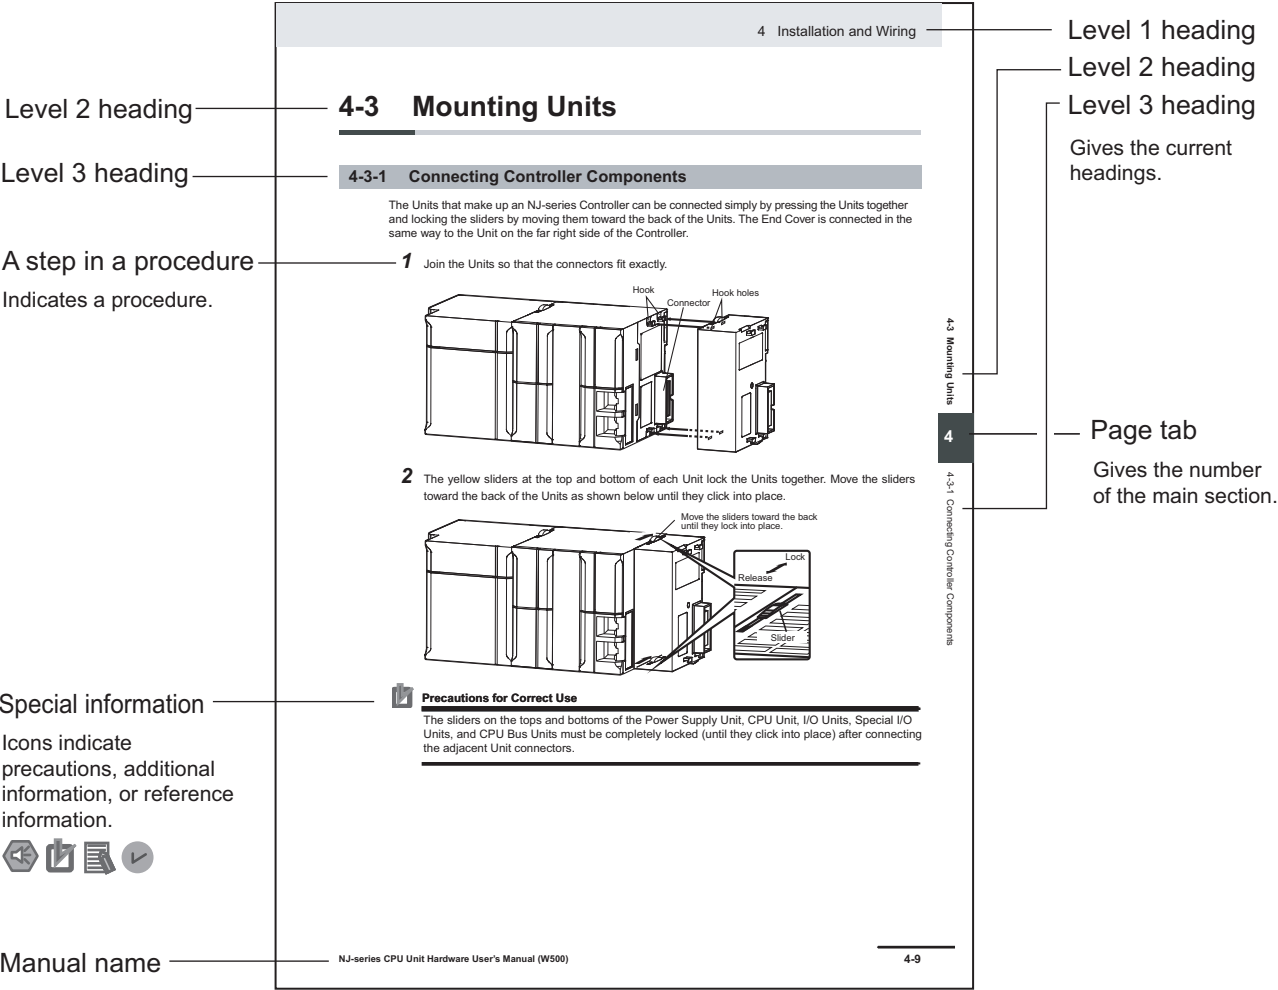 4 Installation and Wiring
Level 1 heading
Level 2 heading
Level 3 heading
Gives the current
headings.
Level 2 heading
4-3 Mounting Units
Level 3 heading
4-3-1 Connecting Controller Components
The Units that make up an NJ-series Controller can be connected simply by pressing the Units together
and locking the sliders by moving them toward the back of the Units. The End Cover is connected in the
same way to the Unit on the far right side of the Controller.
A step in a procedure
Indicates a procedure.
1 Join the Units so that the connectors fit exactly.
Hook
Connector
Hook holes
4-3 Mounting Units
4
Page tab
Gives the number
of the main section.
4-3-1 Connecting Controller Components
2 The yellow sliders at the top and bottom of each Unit lock the Units together. Move the sliders
toward the back of the Units as shown below until they click into place.
Move the sliders toward the back
until they lock into place.
Lock
Release
Slider
Special information
Icons indicate
precautions, additional
information, or reference
information.
Precautions for Correct Use
The sliders on the tops and bottoms of the Power Supply Unit, CPU Unit, I/O Units, Special I/O
Units, and CPU Bus Units must be completely locked (until they click into place) after connecting
the adjacent Unit connectors.
Manual name
NJ-series CPU Unit Hardware User's Manual (W500)
4-9